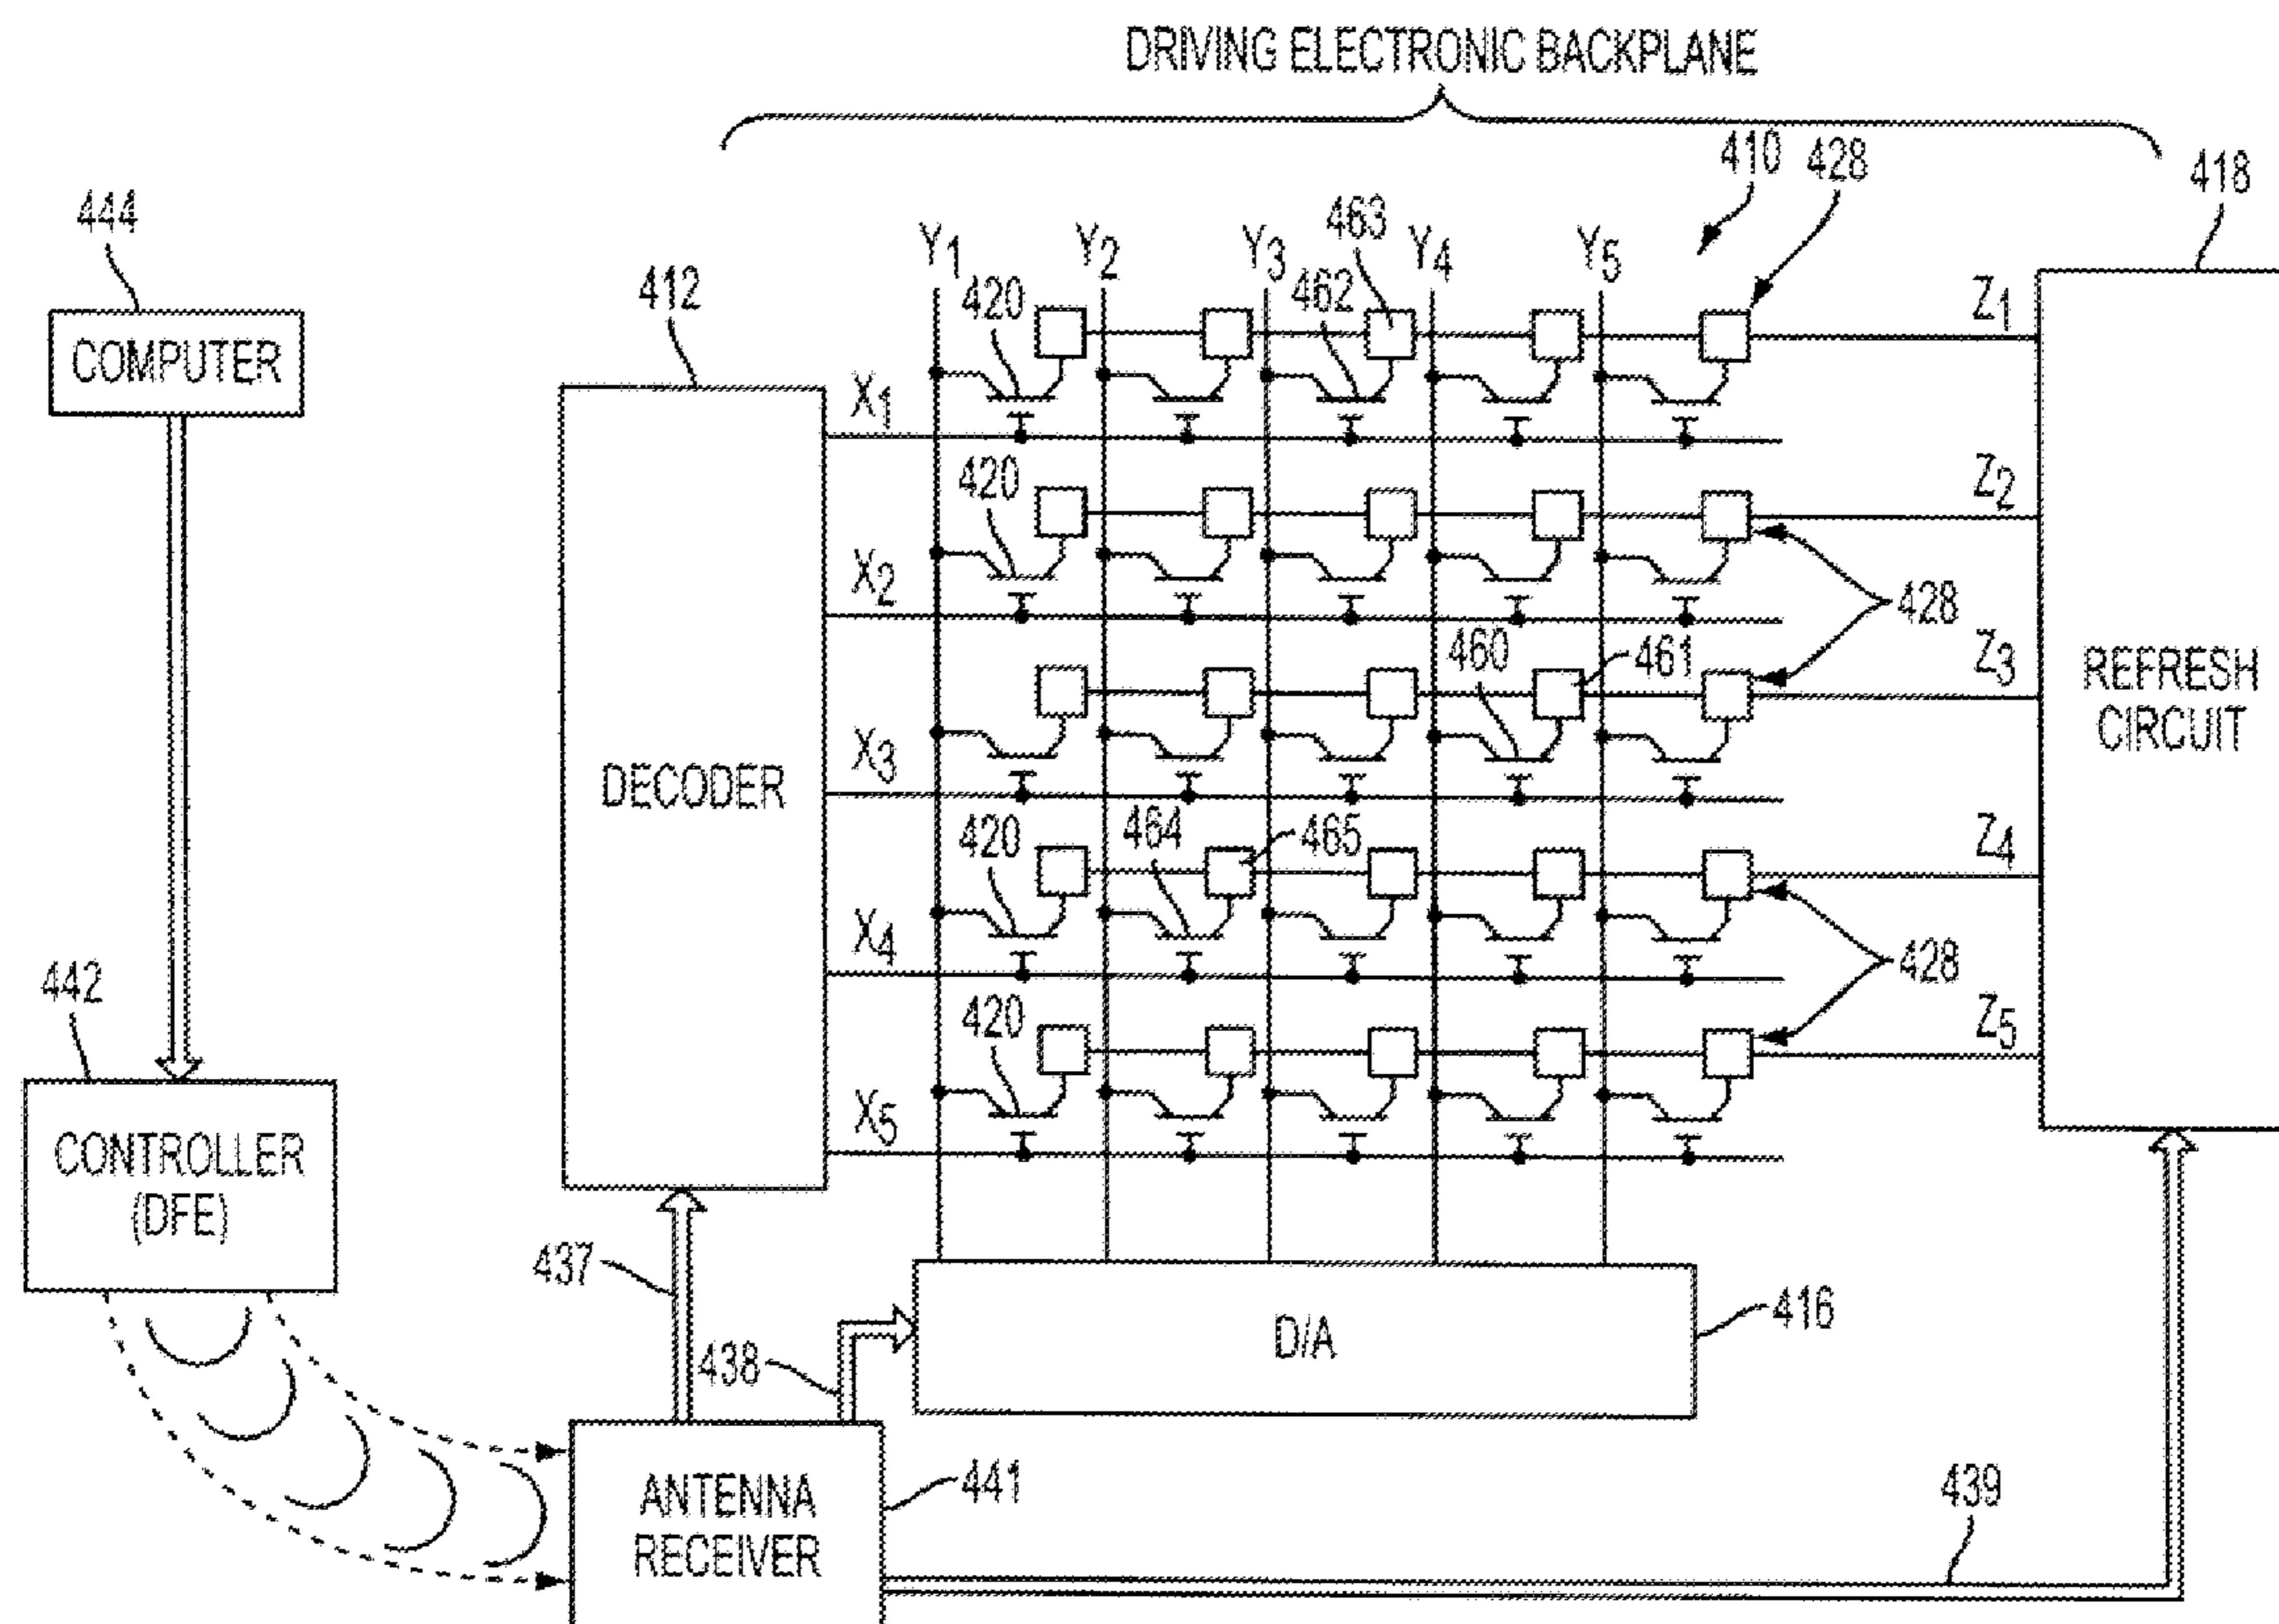 DRIVING ELECTRONIC BACKPLANE
410
428
418
444
412
463
Y1
Y2
Y3
Y4
Y5
420
462
Z1
COMPUTER
X1
420
Z2
X2
428
460
461
Z3
REFRESH
CIRCUIT
X3
DECODER
420
464
465
Z4
X4
428
442
420
Z5
X5
CONTROLLER
(DFE)
437
416
D/A
438
ANTENNA
RECEIVER
441
439